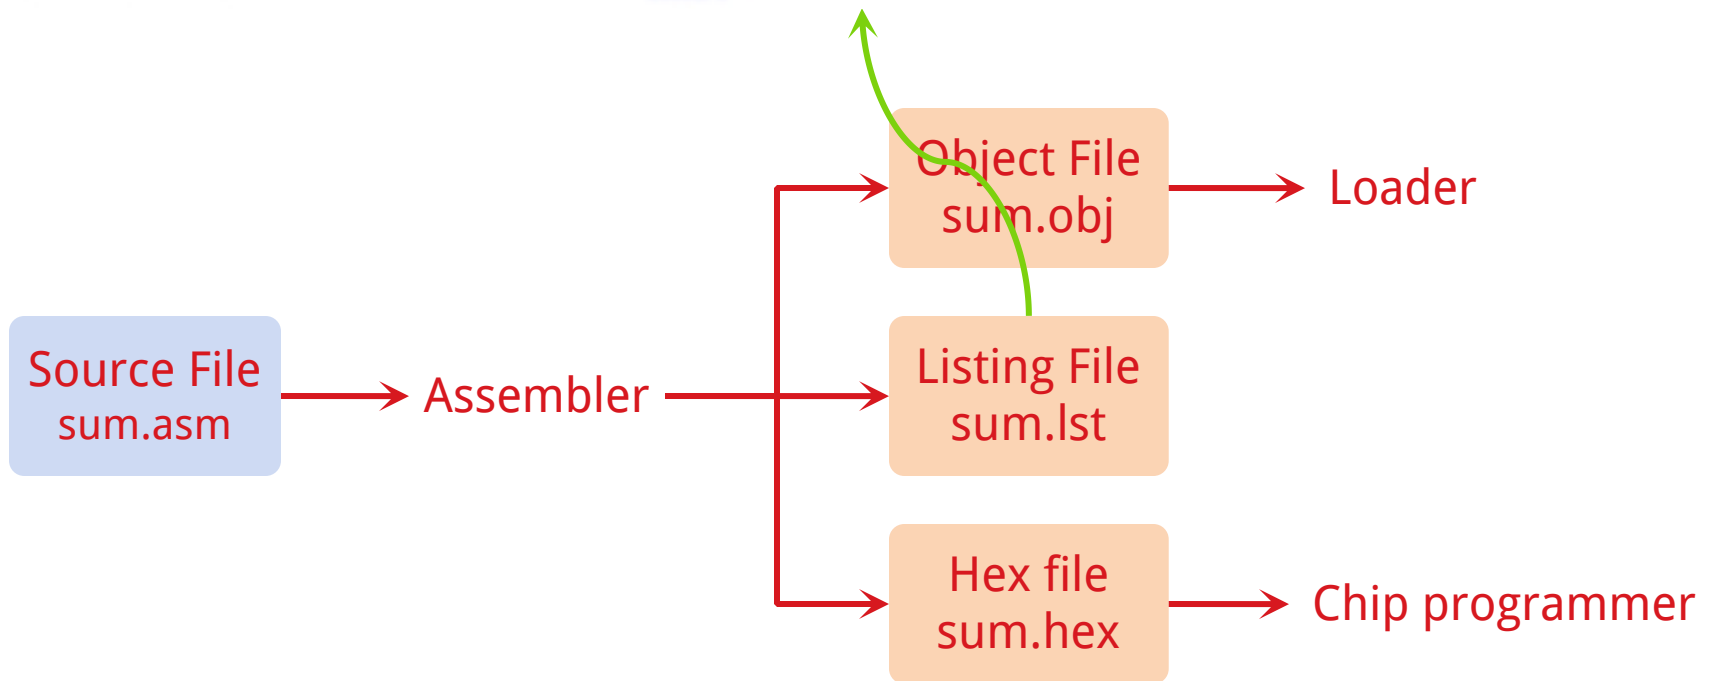 Object File
sum.obj
Loader
Source File
sum.asm
Assembler
Listing File
sum.lst
Hex file
sum.hex
Chip programmer